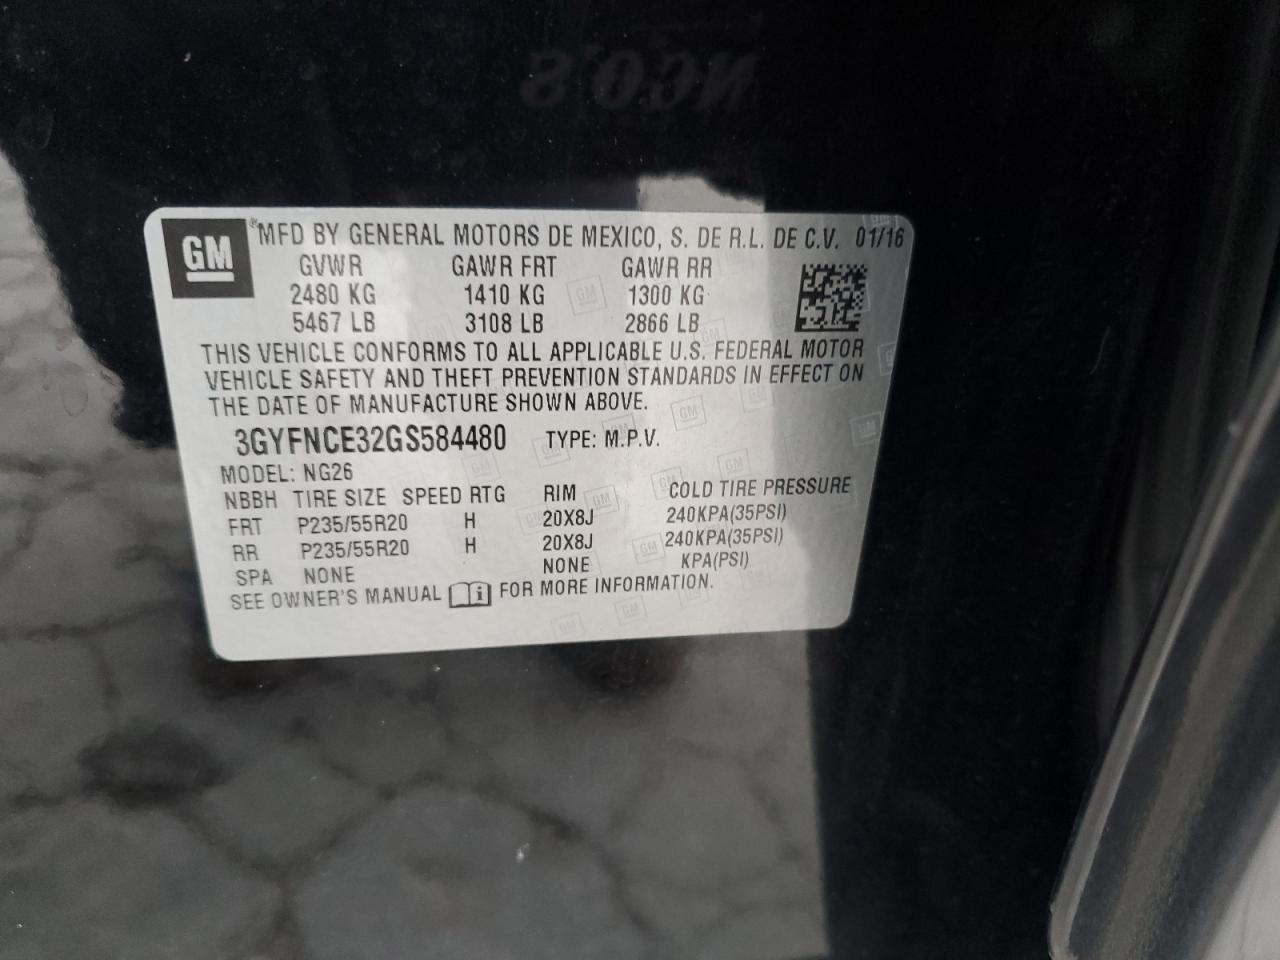 NCO S
GM
® MFD BY GENERAL MOTORS DE MEXICO, S. DE R.L. DE C.V. 01/16
GVWR GAWR FRT GAWR RR
2480 KG 1410 KG 1300 KG
5467 LB 3108 LB 2866 LB
THIS VEHICLE CONFORMS TO ALL APPLICABLE U.S. FEDERAL MOTOR
VEHICLE SAFETY AND THEFT PREVENTION STANDARDS IN EFFECT ON
THE DATE OF MANUFACTURE SHOWN ABOVE.
3GYFNCE32GS584480 TYPE: M.P.V.
MODEL: NG26
NBBH TIRE SIZE SPEED RTG RIM COLD TIRE PRESSURE
FRT P235/55R20 H 20X8J 240KPA(35PSI)
RR P235/55R20 H 20X8J 240KPA(35PSI)
SPA NONE NONE KPA(PSI)
SEE OWNER'S MANUAL FOR MORE INFORMATION.